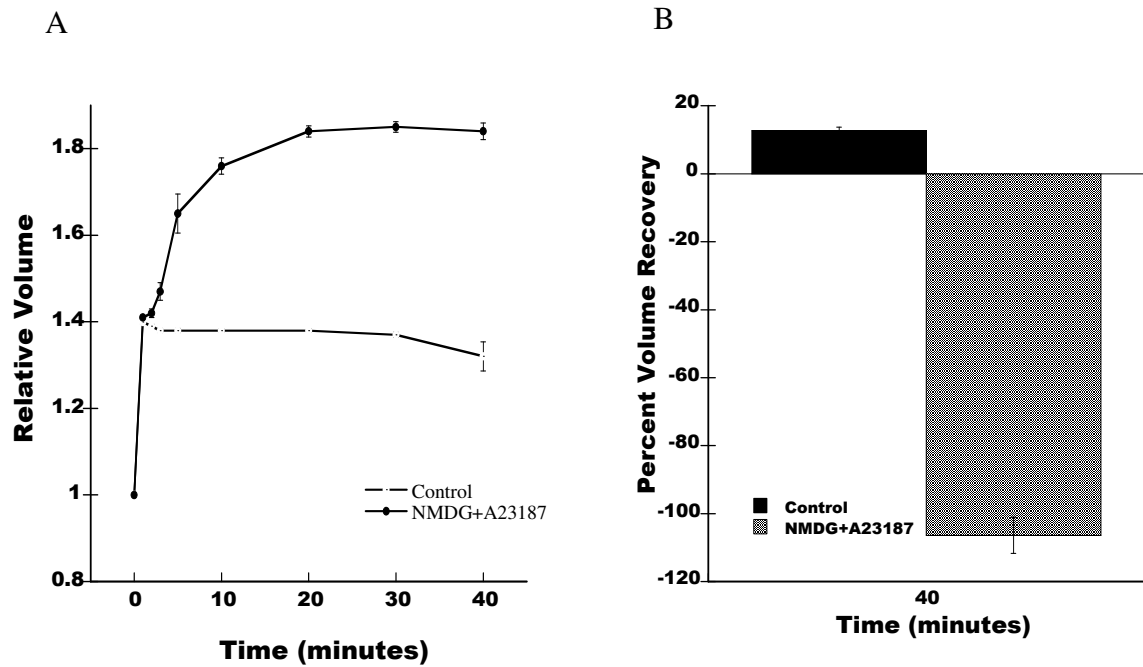 A
Relative Volume
1.8
1.6
1.4
1.2
1
0.8
Control
NMDG+A23187
0 10 20 30 40
Time (minutes)
B
Percent Volume Recovery
20
0
-20
-40
-60
-80
-100
-120
Control
NMDG+A23187
40
Time (minutes)